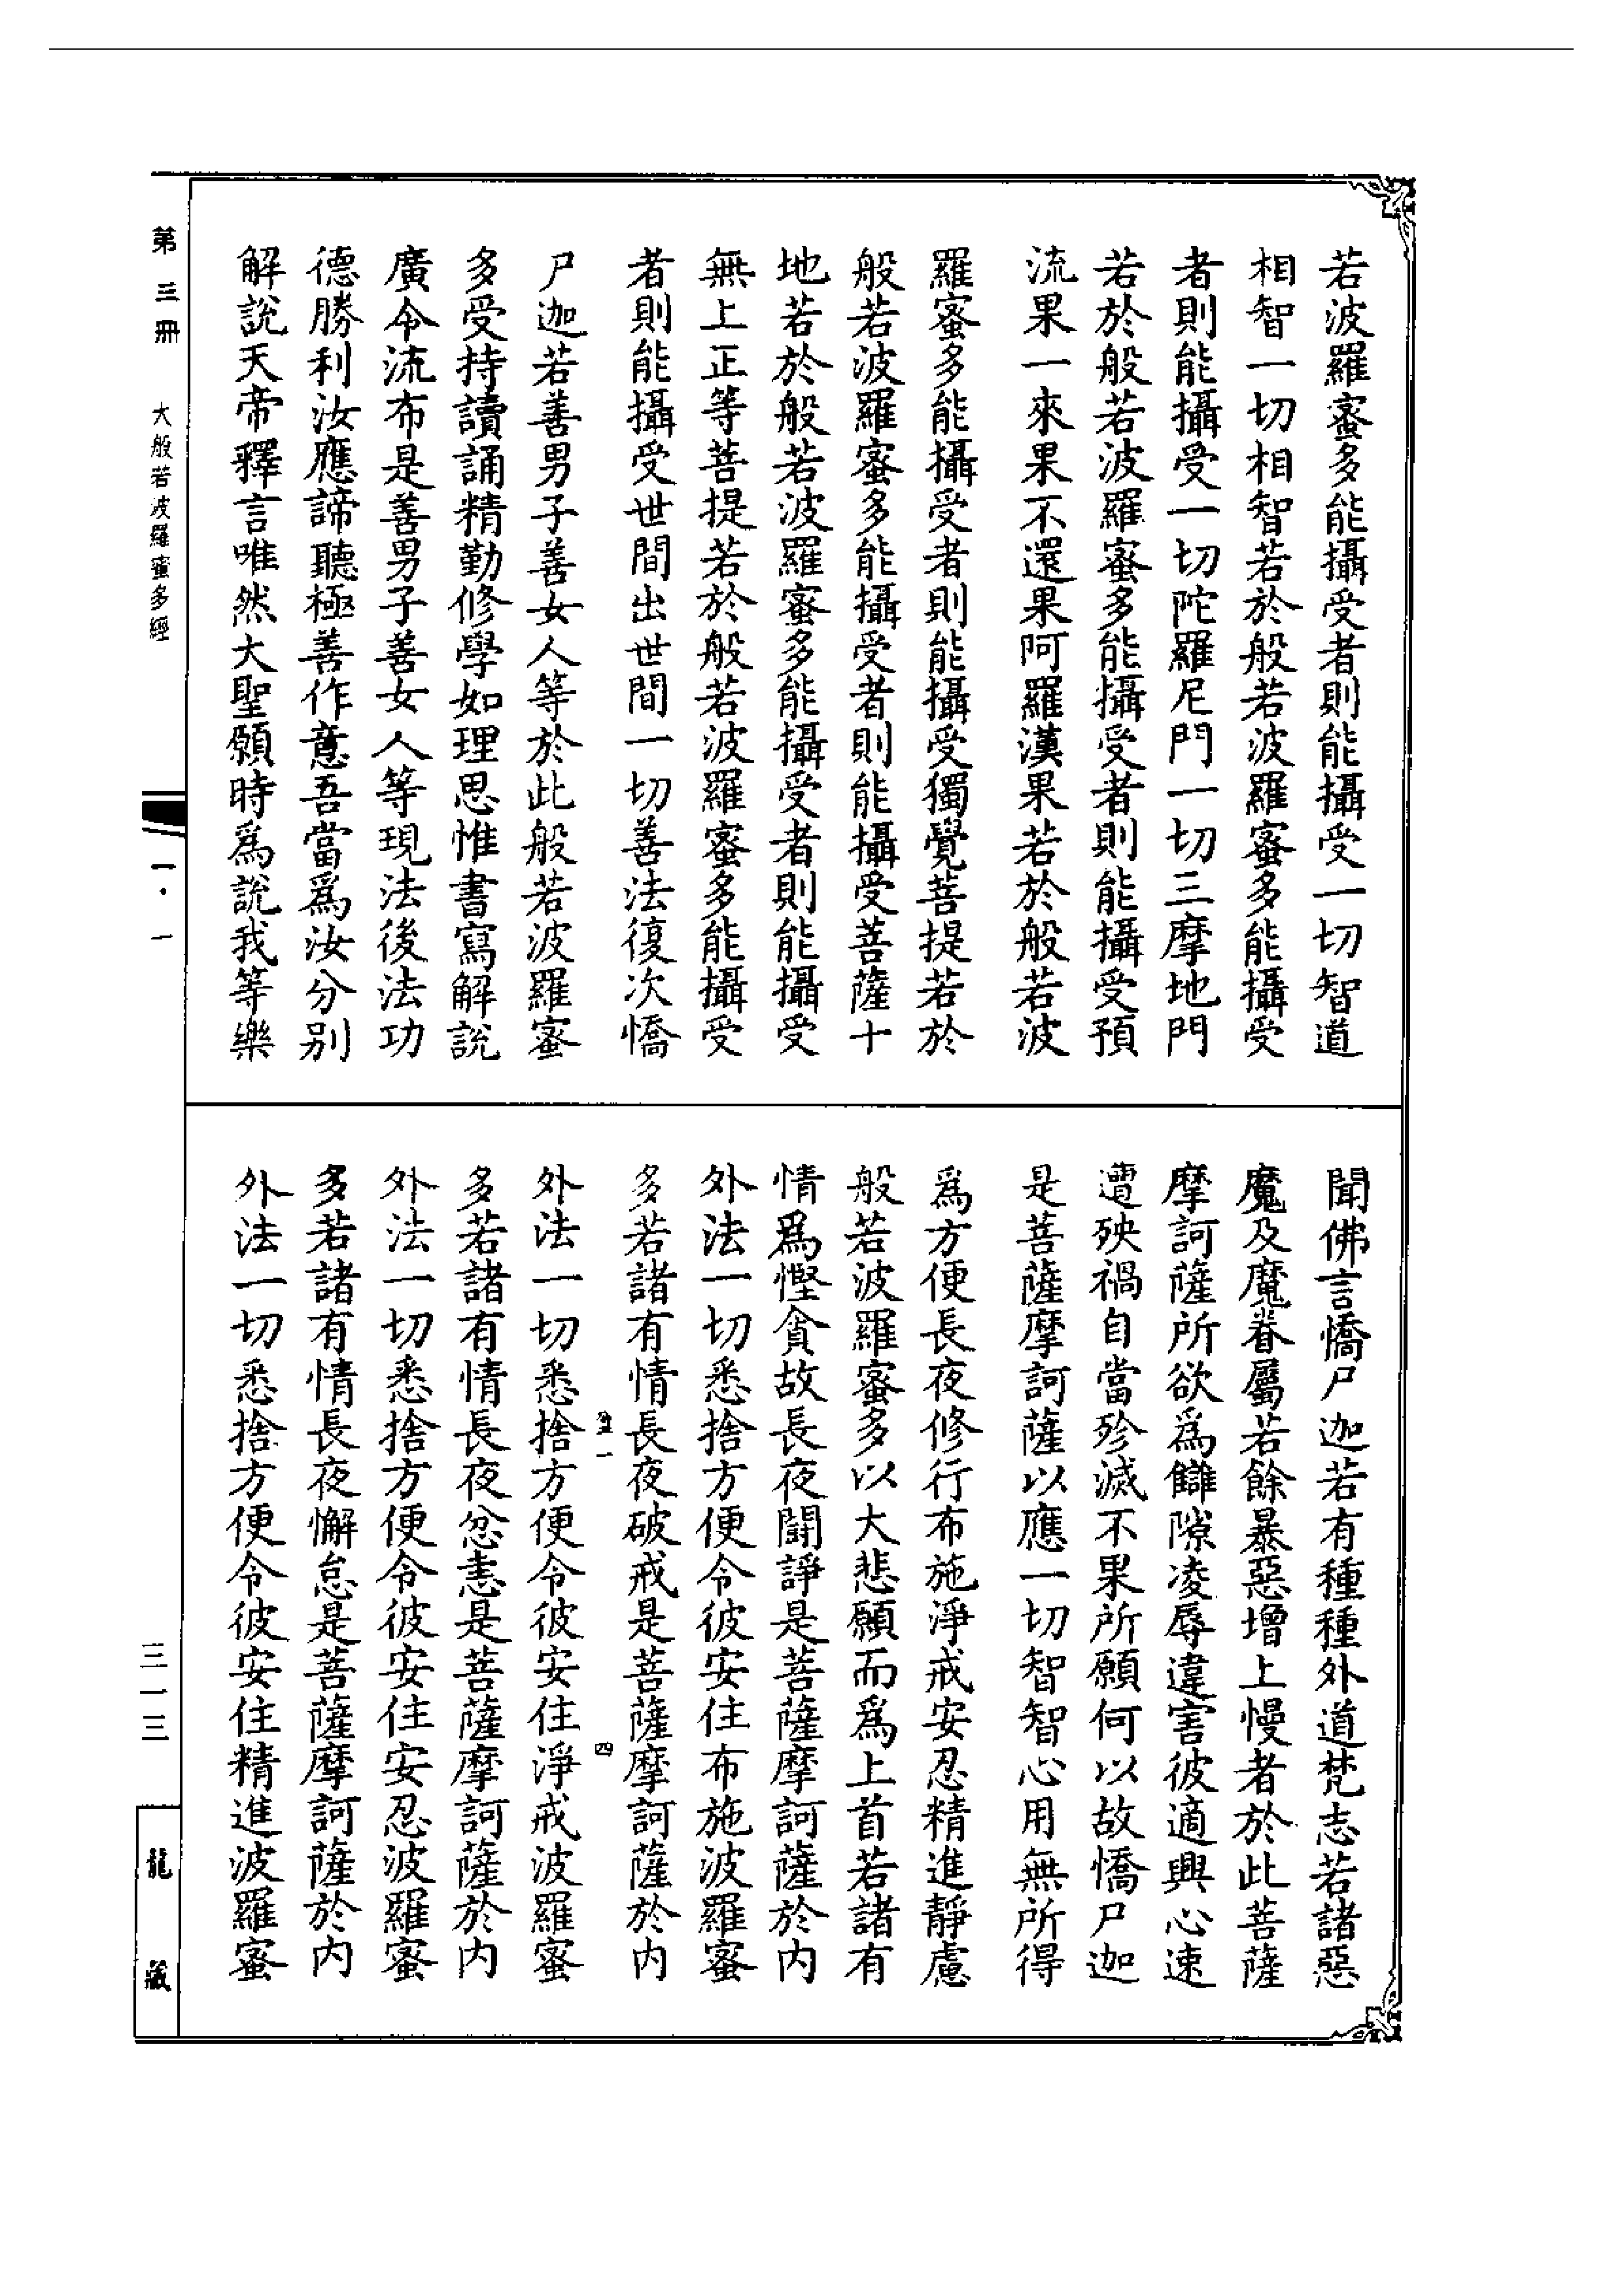 若波羅蜜多能攝受者則能攝受一切智道
相智一切相智若於般若波羅蜜多能攝受
者則能攝受一切陀羅尼門一切三摩地門
若於般若波羅蜜多能攝受者則能攝受預
流果一來果不還果阿羅漢果若於般若波
羅蜜多能攝受者則能攝受獨覺菩提若於
般若波羅蜜多能攝受者則能攝受菩薩十
地若於般若波羅蜜多能攝受者則能攝受
無上正等菩提若於般若波羅蜜多能攝受
者則能攝受世間出世間一切善法復次憍
尸迦若善男子善女人等於此般若波羅蜜
多受持讀誦精勤修學如理思惟書寫解說
廣令流布是善男子善女人等現法後法功
德勝利汝應諦聽極善作意吾當爲汝分別
解說天帝釋言唯然大聖願時爲說我等樂
聞佛言憍尸迦若有種種外道梵志若諸惡
魔及魔眷屬若餘暴惡增上慢者於此菩薩
摩訶薩所欲爲讎隙凌辱違害彼適興心速
遭殃禍自當殄滅不果所願何以故憍尸迦
是菩薩摩訶薩以應一切智智心用無所得
爲方便長夜修行布施淨戒安忍精進靜慮
般若波羅蜜多以大悲願而爲上首若諸有
情爲慳貪故長夜鬪諍是菩薩摩訶薩於內
外法一切悉捨方便令彼安住布施波羅蜜
多若諸有情長夜破戒是菩薩摩訶薩於內
一 四
外法一切悉捨方便令彼安住淨戒波羅蜜
多若諸有情長夜忿恚是菩薩摩訶薩於內
外法一切悉捨方便令彼安住安忍波羅蜜
多若諸有情長夜懈怠是菩薩摩訶薩於內
外法一切悉捨方便令彼安住精進波羅蜜
第三冊 大般若波羅蜜多經 一·一 三一三 龍藏